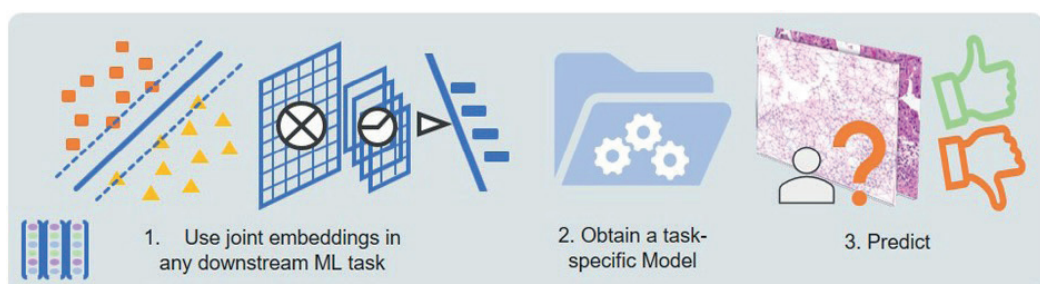 1. Use joint embeddings in
any downstream ML task
2. Obtain a task-
specific Model
3. Predict